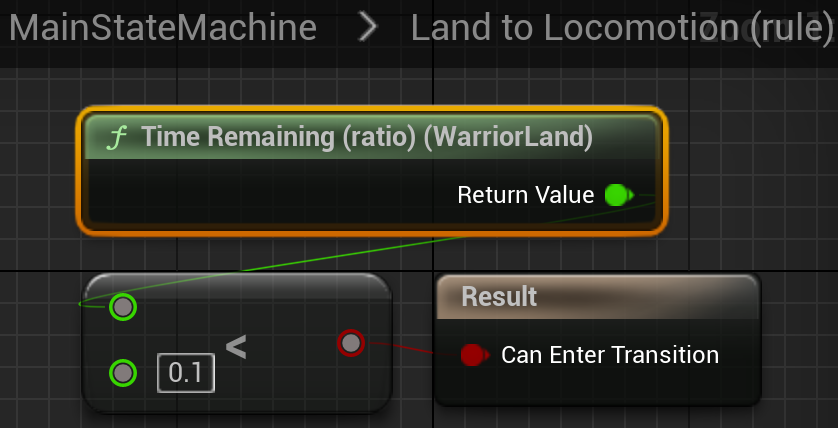 MainStateMachine > Land to Locomotion (rule)
f Time Remaining (ratio) (WarriorLand)
Return Value
<
0.1
Result
Can Enter Transition